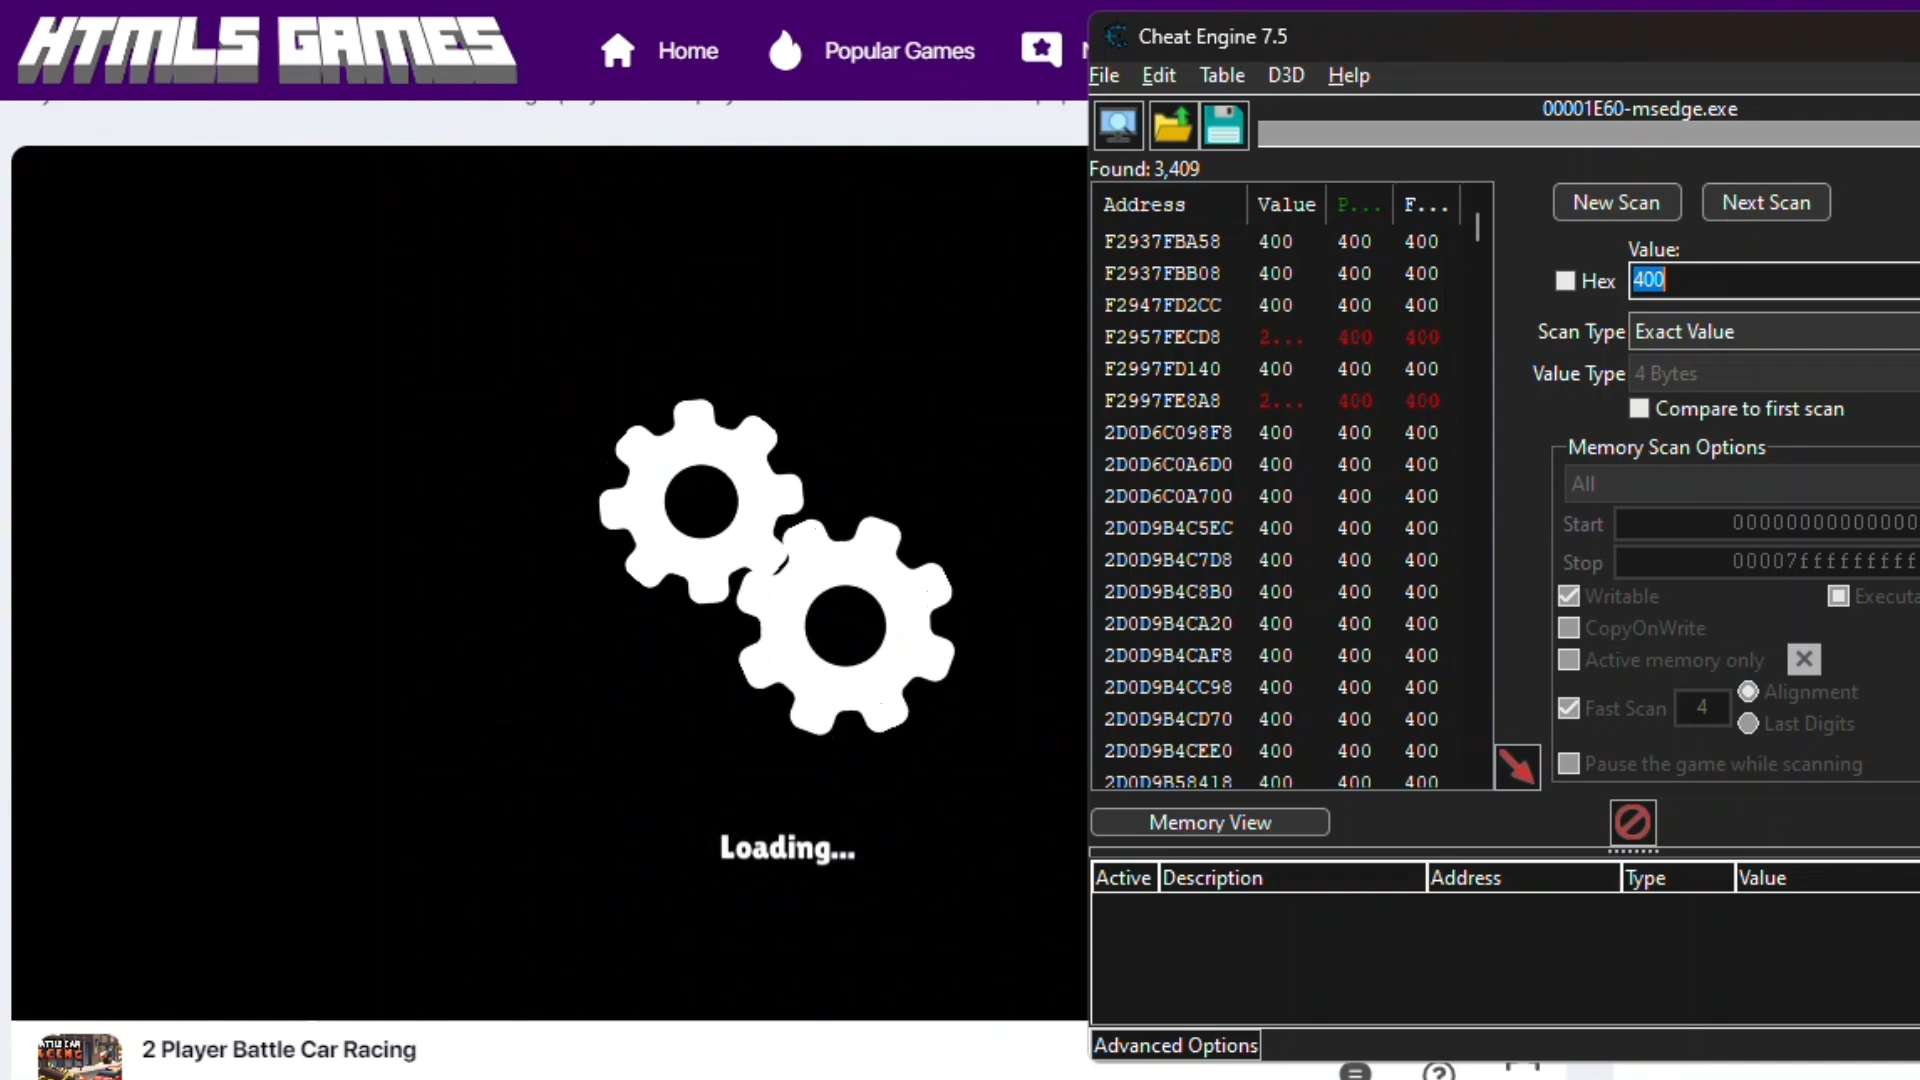 HTML5 GAMES
Home
Popular Games
Cheat Engine 7.5
File Edit Table D3D Help
00001E60-msedge.exe
Found: 3,409
Address Value P... F...
F2937FBA58 400 400 400
F2937FBB08 400 400 400
F2947FD2CC 400 400 400
F2957FECD8 2... 400 400
F2997FD140 400 400 400
F2997FE8A8 2... 400 400
2D0D6C098F8 400 400 400
2D0D6C0A6D0 400 400 400
2D0D6C0A700 400 400 400
2D0D9B4C5EC 400 400 400
2D0D9B4C7D8 400 400 400
2D0D9B4C8B0 400 400 400
2D0D9B4CA20 400 400 400
2D0D9B4CAF8 400 400 400
2D0D9B4CC98 400 400 400
2D0D9B4CD70 400 400 400
2D0D9B4CEE0 400 400 400
2D0D9B58418 400 400 400
New Scan Next Scan
Value:
Hex 400
Scan Type Exact Value
Value Type 4 Bytes
Compare to first scan
Memory Scan Options
All
Start 0000000000000
Stop 00007fffffffff
Writable Executa
CopyOnWrite
Active memory only
Fast Scan 4 Alignment
Last Digits
Pause the game while scanning
Memory View
Active Description Address Type Value
Advanced Options
Loading...
2 Player Battle Car Racing